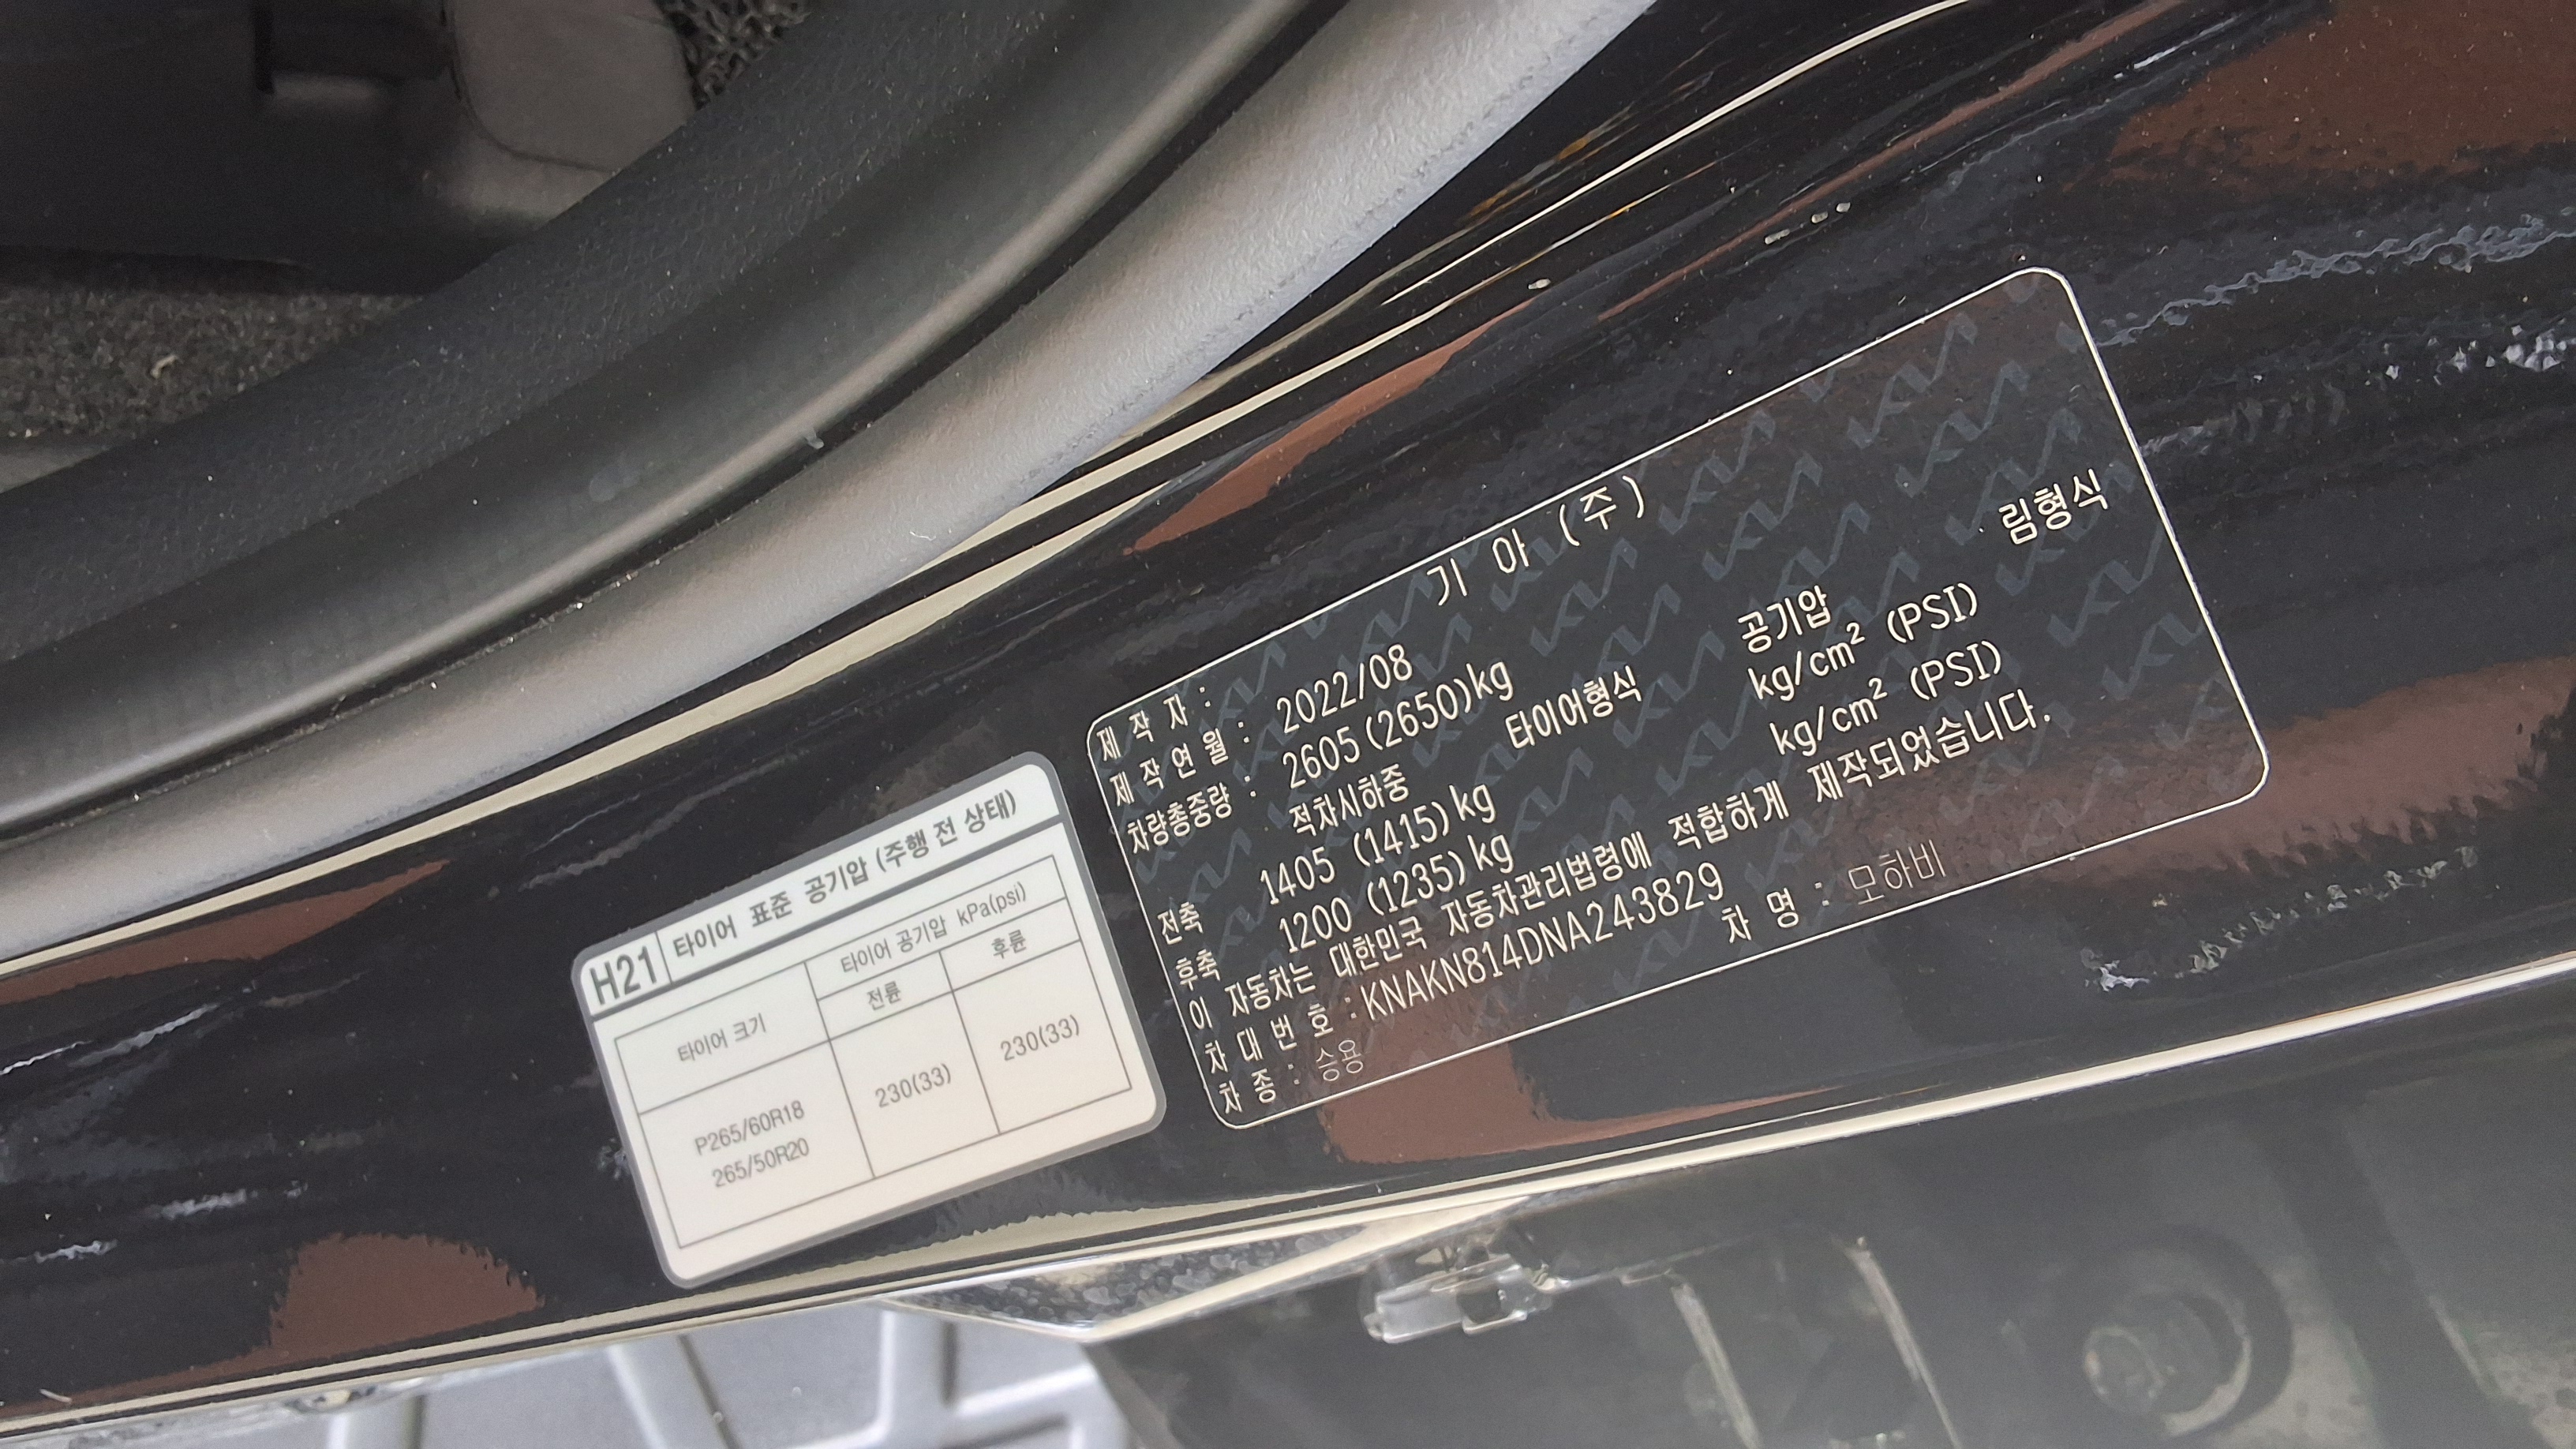 H21 타이어 표준 공기압 (주행 전 상태)
타이어 크기 타이어 공기압 kPa(psi)
전륜 후륜
P265/60R18
265/50R20
230(33) 230(33)
제 작 자 : 기 아 (주)
제 작 연 월 : 2022/08
차량총중량 : 2605 (2650)kg
적차시하중 타이어형식 공기압 림형식
전축 1405 (1415) kg kg/cm² (PSI)
후축 1200 (1235) kg kg/cm² (PSI)
이 자동차는 대한민국 자동차관리법령에 적합하게 제작되었습니다.
차 대 번 호 : KNAKN814DNA243829
차 종 : 승용 차 명 : 모하비